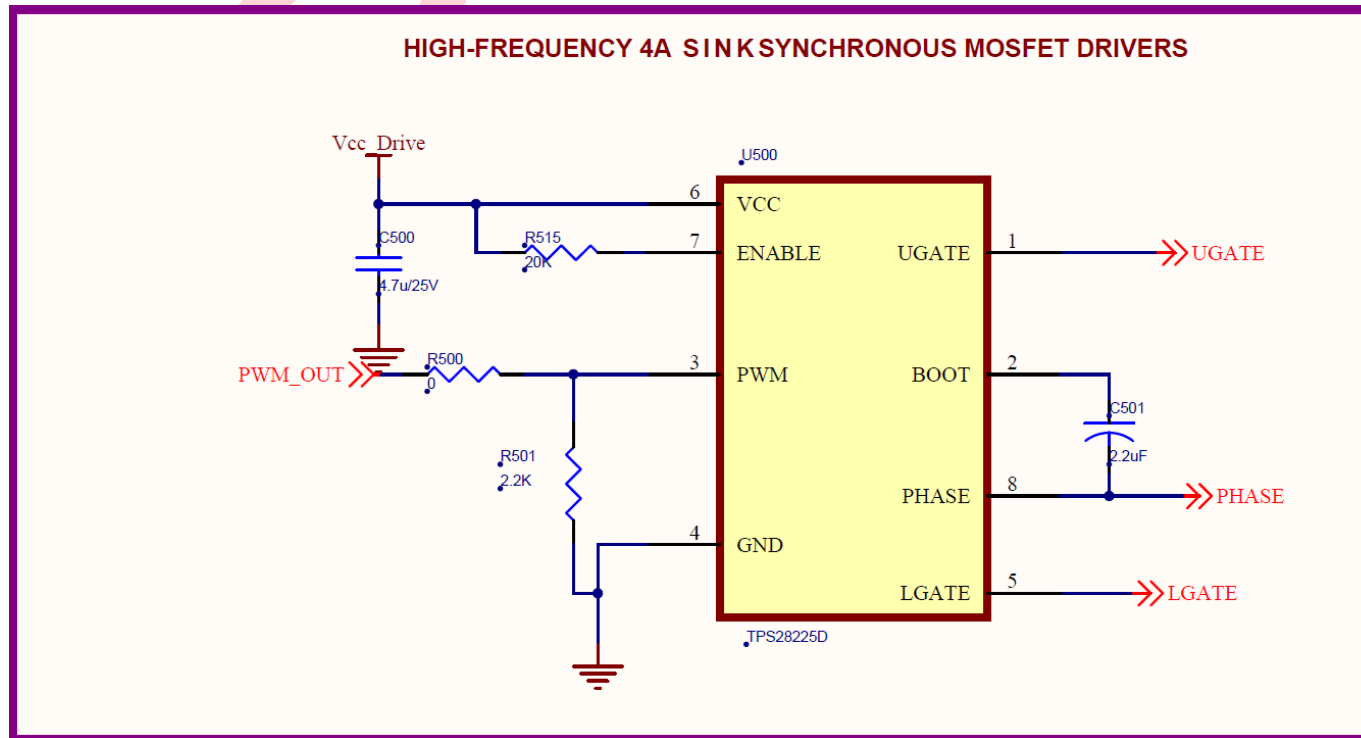 HIGH-FREQUENCY 4A SINK SYNCHRONOUS MOSFET DRIVERS
Vcc_Drive
U500
6
VCC
C500
4.7u/25V
R515
20K
7
ENABLE
UGATE
1
UGATE
PWM_OUT
R500
0
3
PWM
BOOT
2
C501
2.2uF
R501
2.2K
PHASE
8
PHASE
4
GND
LGATE
5
LGATE
TPS28225D